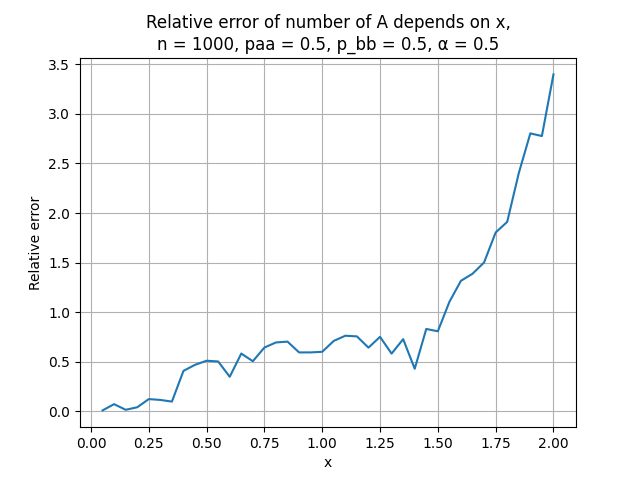 Relative error of number of A depends on x,
n = 1000, paa = 0.5, p_bb = 0.5, α = 0.5
3.5
3.0
2.5
2.0
1.5
1.0
0.5
0.0
Relative error
0.00 0.25 0.50 0.75 1.00 1.25 1.50 1.75 2.00
x